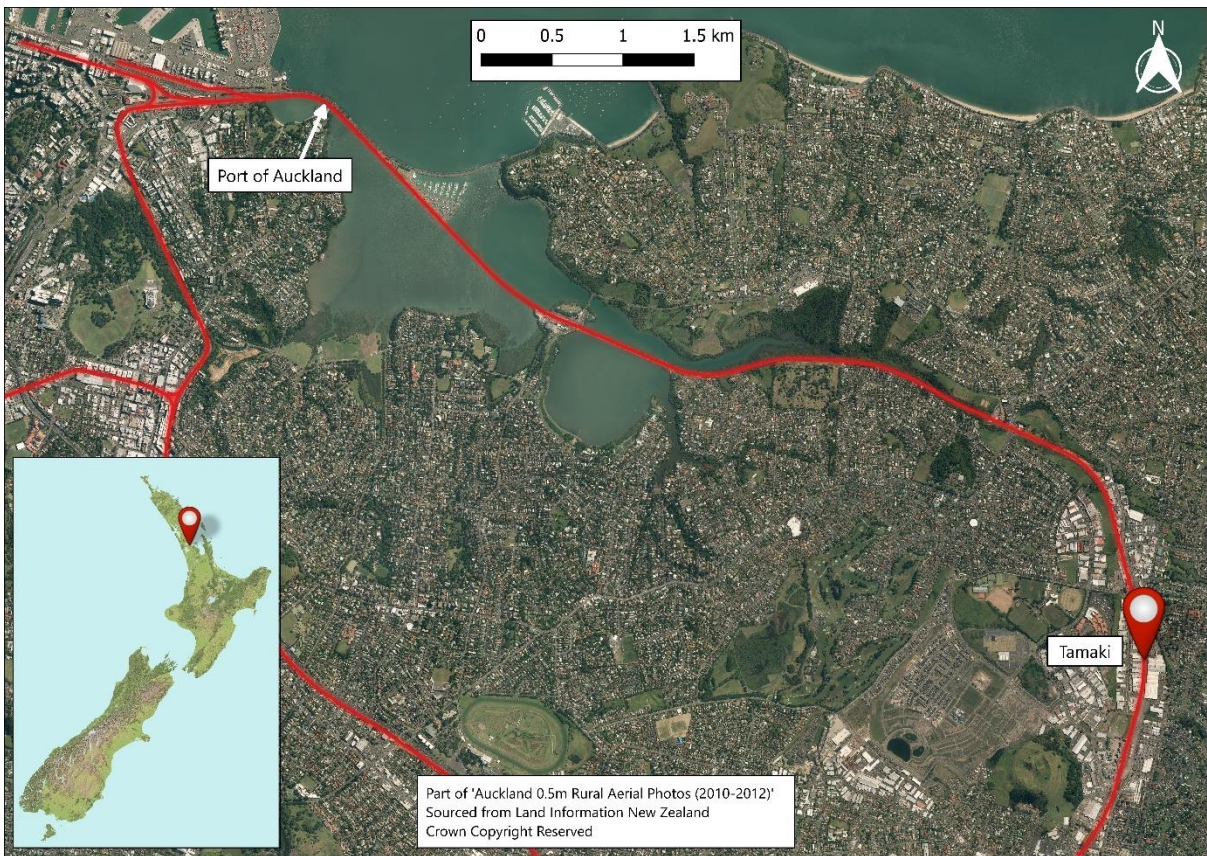 0 0.5 1 1.5 km
N
Port of Auckland
Tamaki
Part of 'Auckland 0.5m Rural Aerial Photos (2010-2012)'
Sourced from Land Information New Zealand
Crown Copyright Reserved